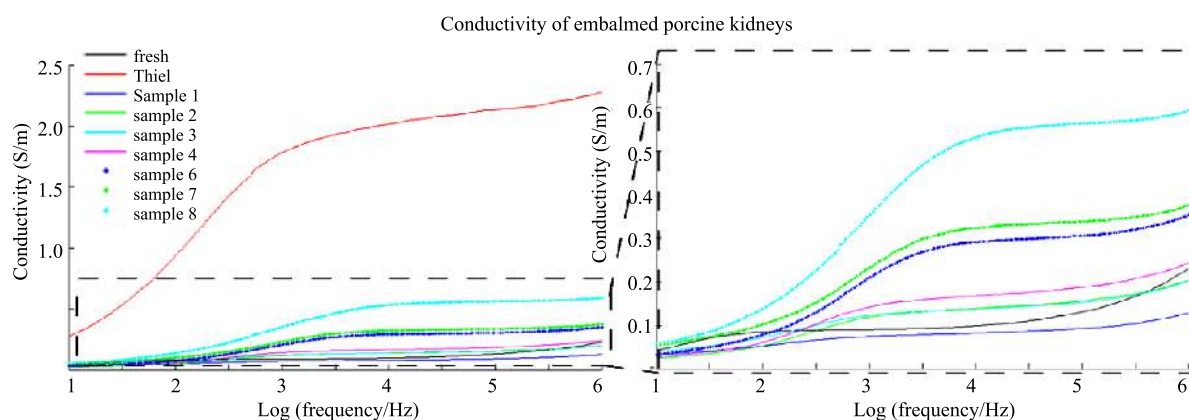 Conductivity of embalmed porcine kidneys
fresh
Thiel
Sample 1
sample 2
sample 3
sample 4
sample 6
sample 7
sample 8
2.5
2.0
1.5
1.0
Conductivity (S/m)
1 2 3 4 5 6
Log (frequency/Hz)
0.7
0.6
0.5
0.4
0.3
0.2
0.1
Conductivity (S/m)
1 2 3 4 5 6
Log (frequency/Hz)